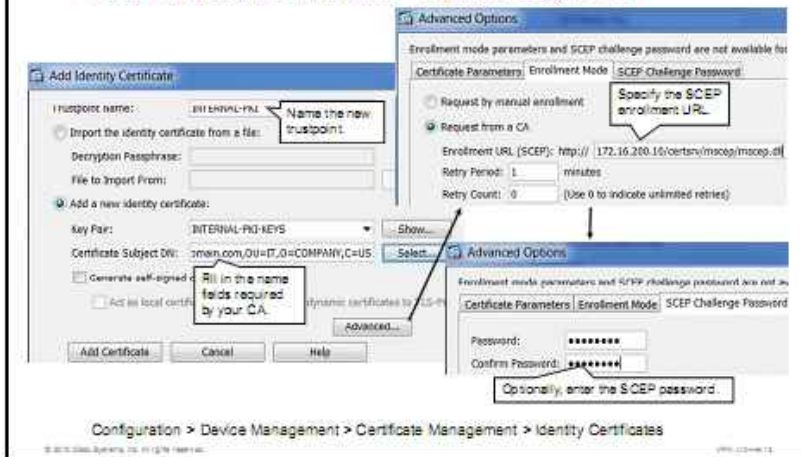 Add Identity Certificate
Trustpoint Name: INTERNAL-PKI
Name the new
trustpoint.
Import the identity certificate from a file:
Decryption Passphrase:
File to Import From:
Add a new identity certificate:
Key Pair: INTERNAL-PKI-KEYS Show...
Certificate Subject DN: omain.com,OU=IT,O=COMPANY,C=US Select...
Generate self-signed
Fill in the name
fields required
by your CA.
Act as local dynamic certificates to
Advanced...
Add Certificate Cancel Help
Advanced Options
Enrollment mode parameters and SCEP challenge password are not available for
Certificate Parameters Enrollment Mode SCEP Challenge Password
Request by manual enrollment
Specify the SCEP
enrollment URL.
Request from a CA
Enrollment URL (SCEP): http:// 172.16.200.10/certsrv/mscep/mscep.dll
Retry Period: 1 minutes
Retry Count: 0 (Use 0 to indicate unlimited retries)
Advanced Options
Enrollment mode parameters and SCEP challenge password are not
Certificate Parameters Enrollment Mode SCEP Challenge Password
Password: ••••••••
Confirm Password: ••••••••
Optionally, enter the SCEP password.
Configuration > Device Management > Certificate Management > Identity Certificates